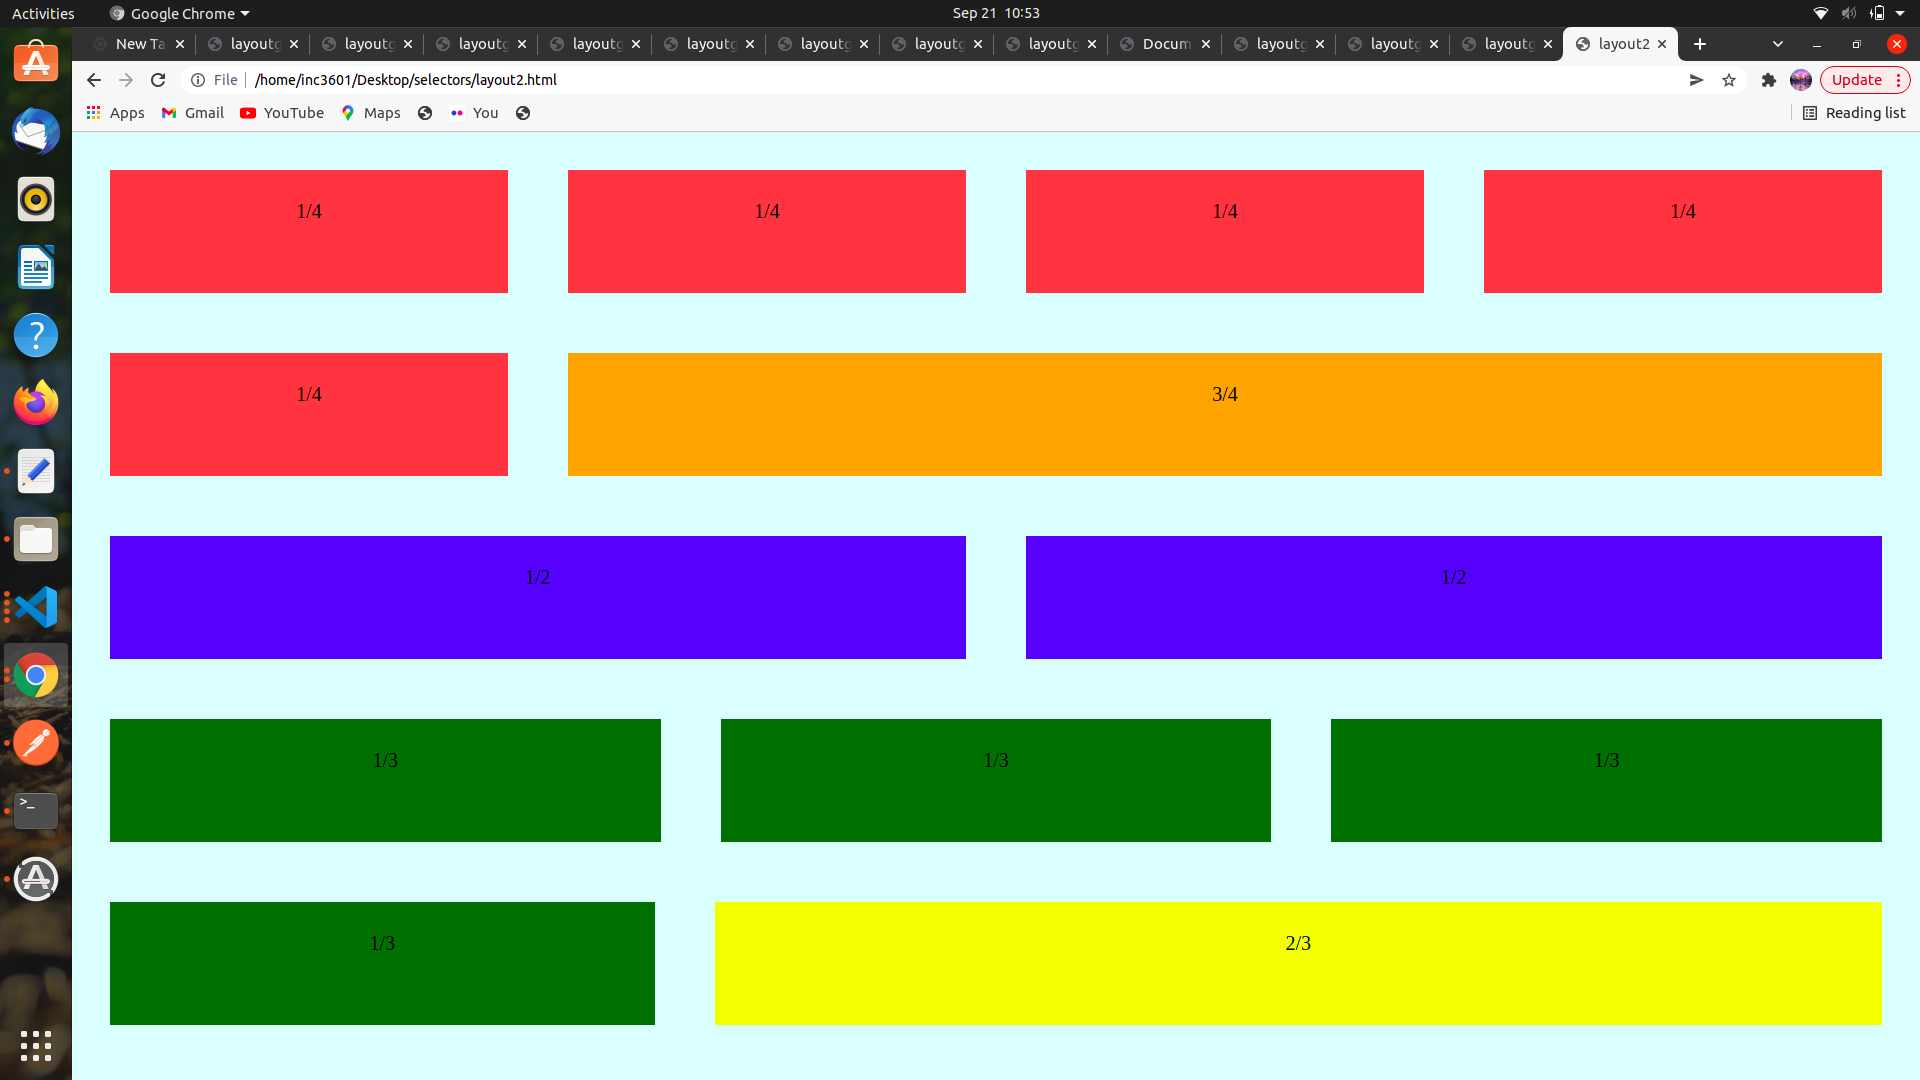 Activities Google Chrome Sep 21 10:53
New Ta layoutg layoutg layoutg layoutg layoutg layoutg layoutg layoutg Docum layoutg layoutg layoutg layout2
File /home/inc3601/Desktop/selectors/layout2.html Update
Apps Gmail YouTube Maps You Reading list
1/4 1/4 1/4 1/4
1/4 3/4
1/2 1/2
1/3 1/3 1/3
1/3 2/3